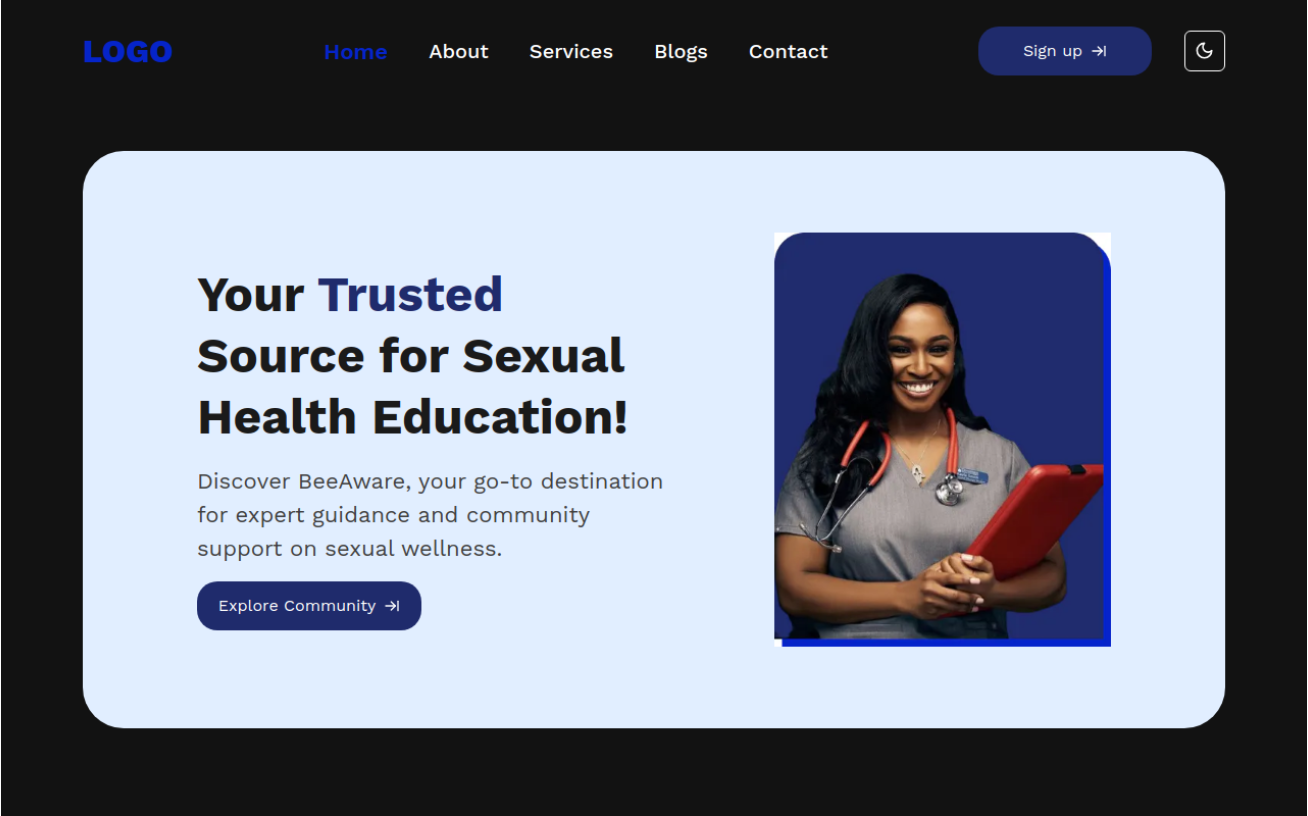 LOGO
Home About Services Blogs Contact
Sign up
Your Trusted
Source for Sexual
Health Education!
Discover BeeAware, your go-to destination
for expert guidance and community
support on sexual wellness.
Explore Community